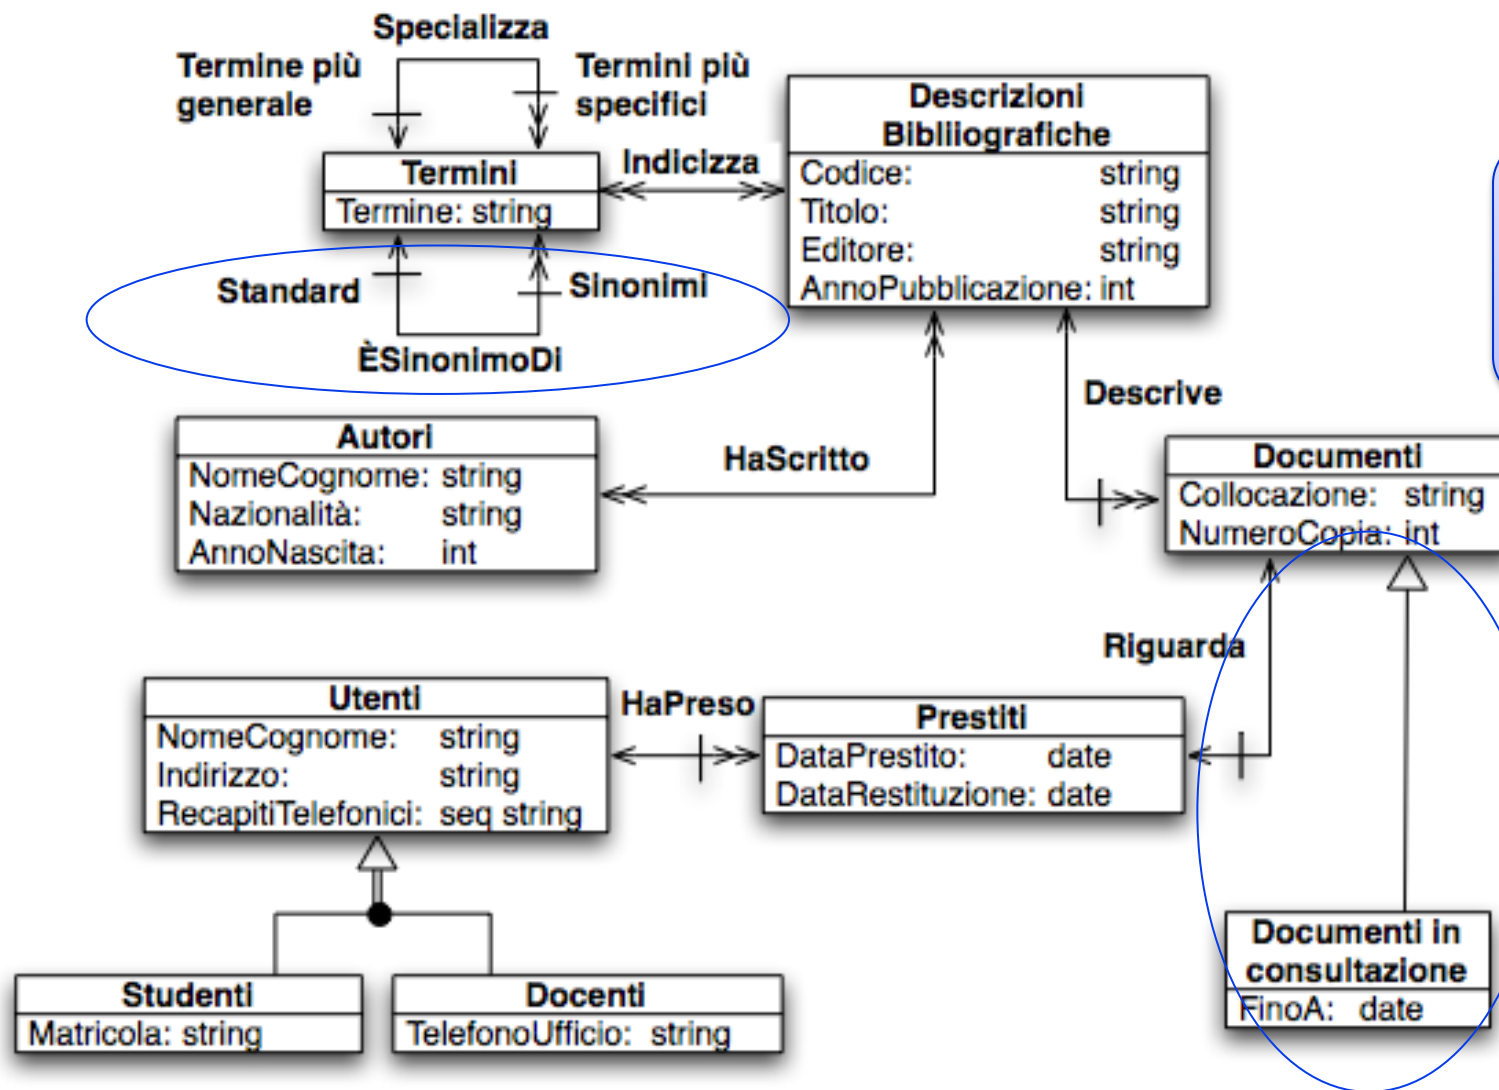 Specializza
Termine più
generale
Termini più
specifici
Termini
Termine: string
Indicizza
Descrizioni
Bibliiografiche
Codice: string
Titolo: string
Editore: string
AnnoPubblicazione: int
Standard
Sinonimi
ÈSinonimoDi
Descrive
Autori
NomeCognome: string
Nazionalità: string
AnnoNascita: int
HaScritto
Documenti
Collocazione: string
NumeroCopia: int
Riguarda
Utenti
NomeCognome: string
Indirizzo: string
RecapitiTelefonici: seq string
HaPreso
Prestiti
DataPrestito: date
DataRestituzione: date
Documenti in
consultazione
FinoA: date
Studenti
Matricola: string
Docenti
TelefonoUfficio: string